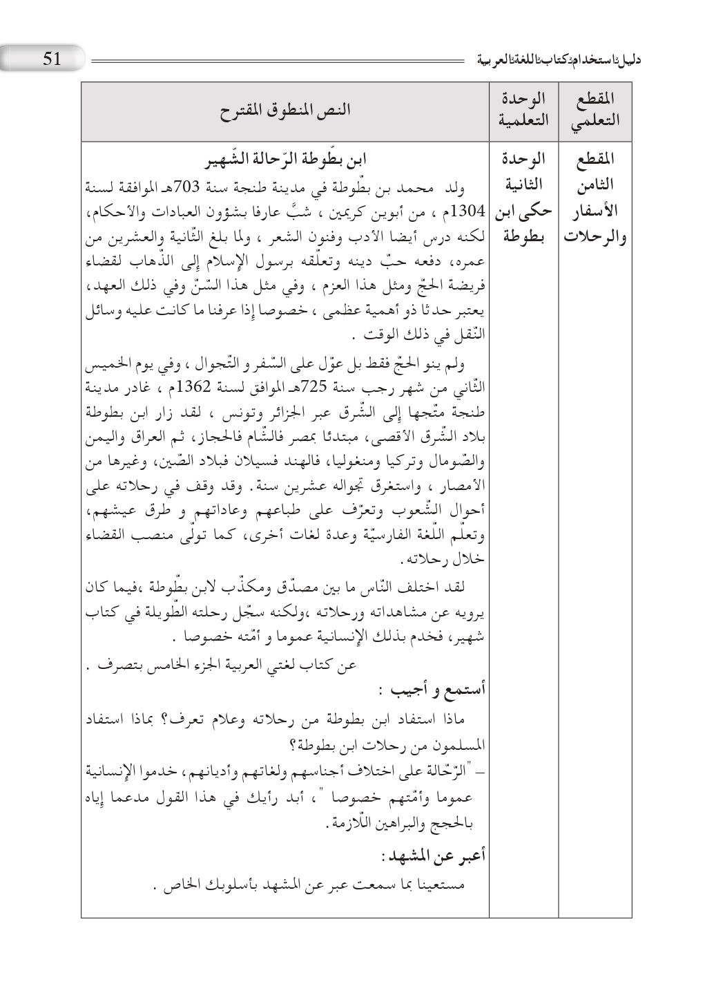 دليل استخدام كتاب اللغة العربية
51
المقطع التعلمي
الوحدة التعلمية
النص المنطوق المقترح
المقطع
الثامن
الأسفار
والرحلات
الوحدة
الثانية
حكى ابن
بطوطة
ابن بطّوطة الرّحالة الشّهير
ولد محمد بن بطّوطة في مدينة طنجة سنة 703هـ الموافقة لسنة
1304م ، من أبوين كريمين ، شبَّ عارفا بشؤون العبادات والأحكام،
لكنه درس أيضا الأدب وفنون الشعر ، ولما بلغ الثّانية والعشرين من
عمره، دفعه حبّ دينه وتعلّقه برسول الإسلام إلى الذّهاب لقضاء
فريضة الحجّ ومثل هذا العزم ، وفي مثل هذا السّنّ وفي ذلك العهد،
يعتبر حدثا ذو أهمية عظمى ، خصوصا إذا عرفنا ما كانت عليه وسائل
النّقل في ذلك الوقت .
ولم ينو الحجّ فقط بل عوّل على السّفر و التّجوال ، وفي يوم الخميس
الثّاني من شهر رجب سنة 725هـ الموافق لسنة 1362م ، غادر مدينة
طنجة متّجها إلى الشّرق عبر الجزائر وتونس ، لقد زار ابن بطوطة
بلاد الشّرق الأقصى، مبتدئا بمصر فالشّام فالحجاز، ثم العراق واليمن
والصّومال وتركيا ومنغوليا، فالهند فسيلان فبلاد الصّين، وغيرها من
الأمصار ، واستغرق تجواله عشرين سنة. وقد وقف في رحلاته على
أحوال الشّعوب وتعرّف على طباعهم وعاداتهم و طرق عيشهم،
وتعلّم اللّغة الفارسيّة وعدة لغات أخرى، كما تولّى منصب القضاء
خلال رحلاته.
لقد اختلف النّاس ما بين مصدّق ومكذّب لابن بطّوطة ،فيما كان
يرويه عن مشاهداته ورحلاته ،ولكنه سجّل رحلته الطّويلة في كتاب
شهير، فخدم بذلك الإنسانية عموما و أمّته خصوصا .
عن كتاب لغتي العربية الجزء الخامس بتصرف .
أستمع و أجيب :
ماذا استفاد ابن بطوطة من رحلاته وعلام تعرف؟ بماذا استفاد
المسلمون من رحلات ابن بطوطة؟
– "الرّحّالة على اختلاف أجناسهم ولغاتهم وأديانهم، خدموا الإنسانية
عموما وأمّتهم خصوصا "، أبد رأيك في هذا القول مدعما إياه
بالحجج والبراهين اللّازمة.
أعبر عن المشهد:
مستعينا بما سمعت عبر عن المشهد بأسلوبك الخاص .